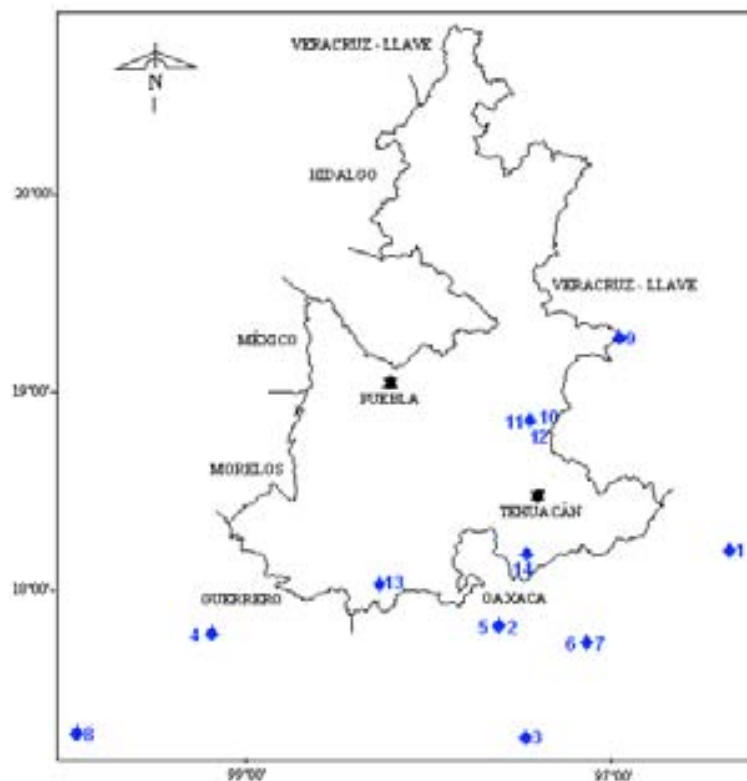 VERACRUZ - LLAVE
N
HIDALGO
20°00'
VERACRUZ - LLAVE
MÉXICO
9
19°00'
PUEBLA
11 10
12
MORELOS
TEHUACÁN
1
14
13
18°00'
GUERRERO
OAXACA
4
5 2
6 7
8
3
99°00'
97°00'